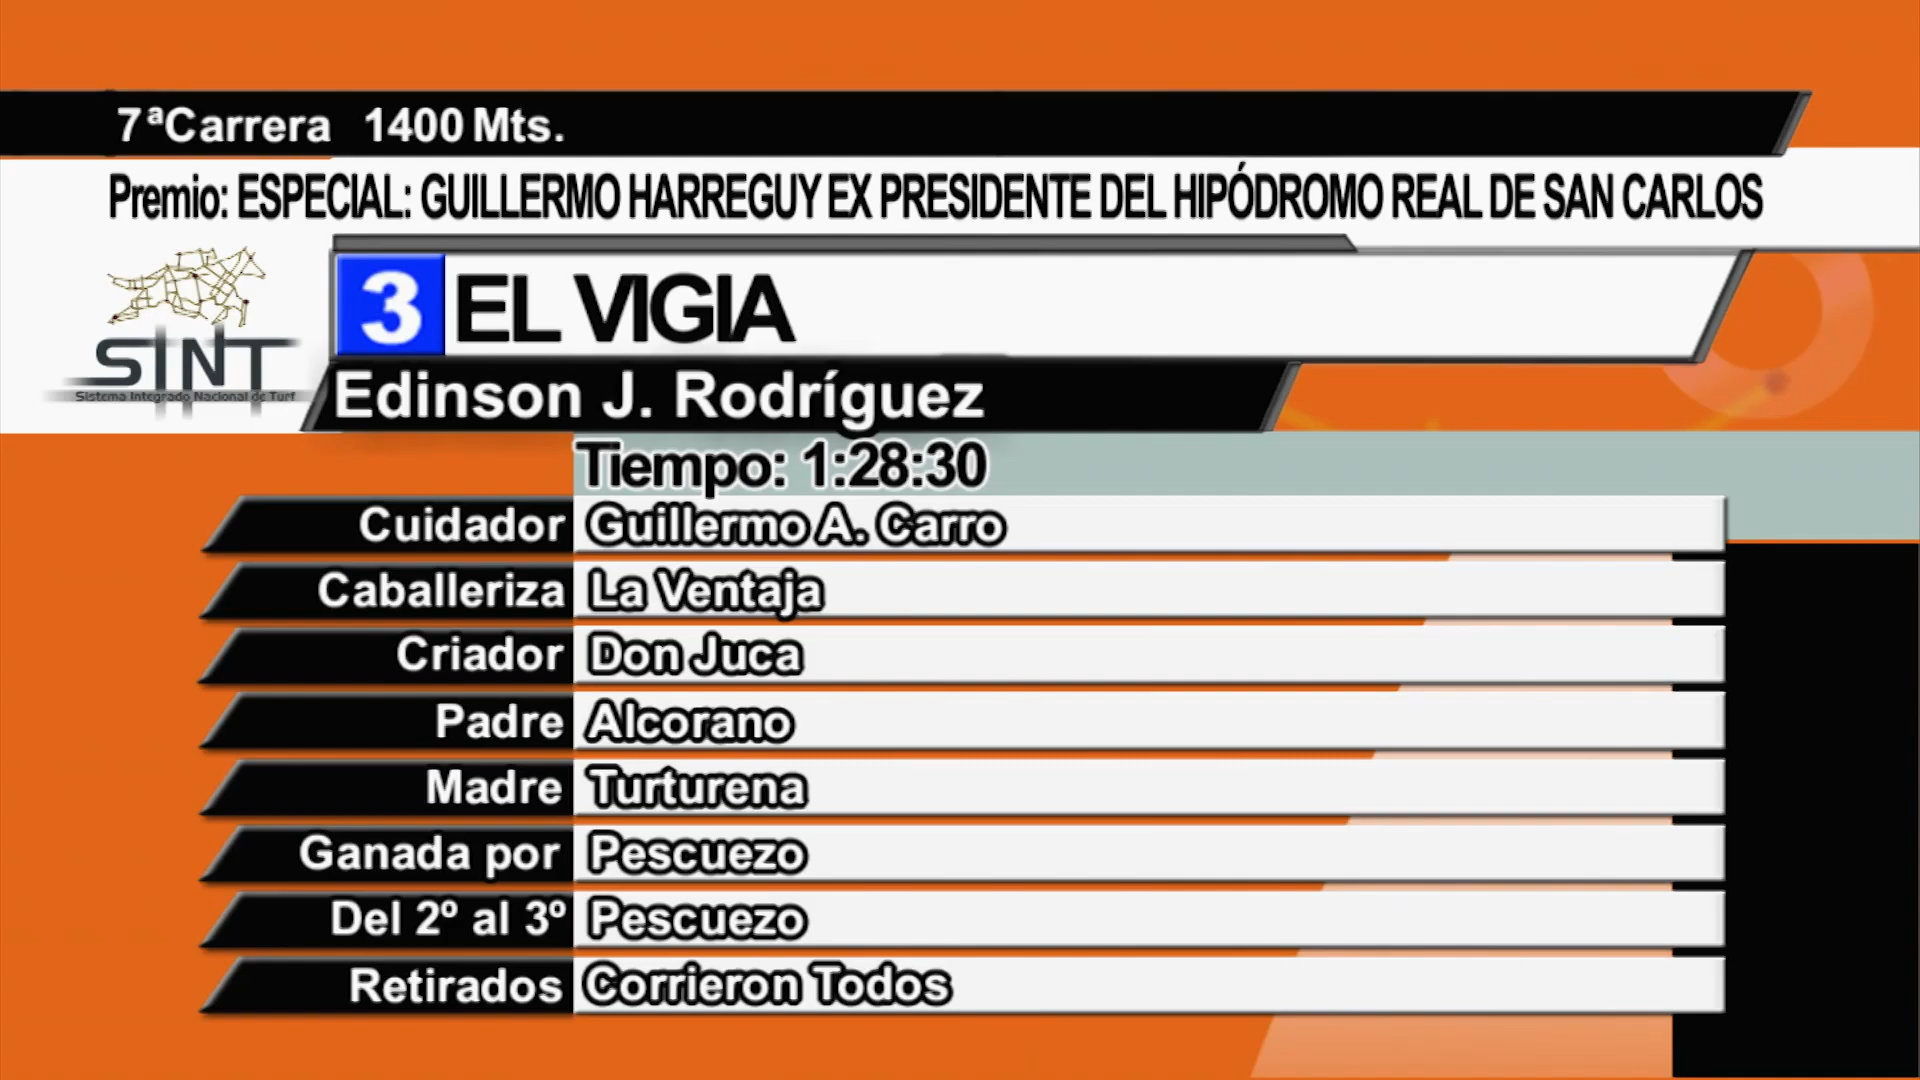 7ªCarrera 1400 Mts.
Premio: ESPECIAL: GUILLERMO HARREGUY EX PRESIDENTE DEL HIPÓDROMO REAL DE SAN CARLOS
3 EL VIGIA
SINT
Sistema Integrado Nacional de Turf
Edinson J. Rodríguez
Tiempo: 1:28:30
Cuidador Guillermo A. Carro
Caballeriza La Ventaja
Criador Don Juca
Padre Alcorano
Madre Turturena
Ganada por Pescuezo
Del 2º al 3º Pescuezo
Retirados Corrieron Todos